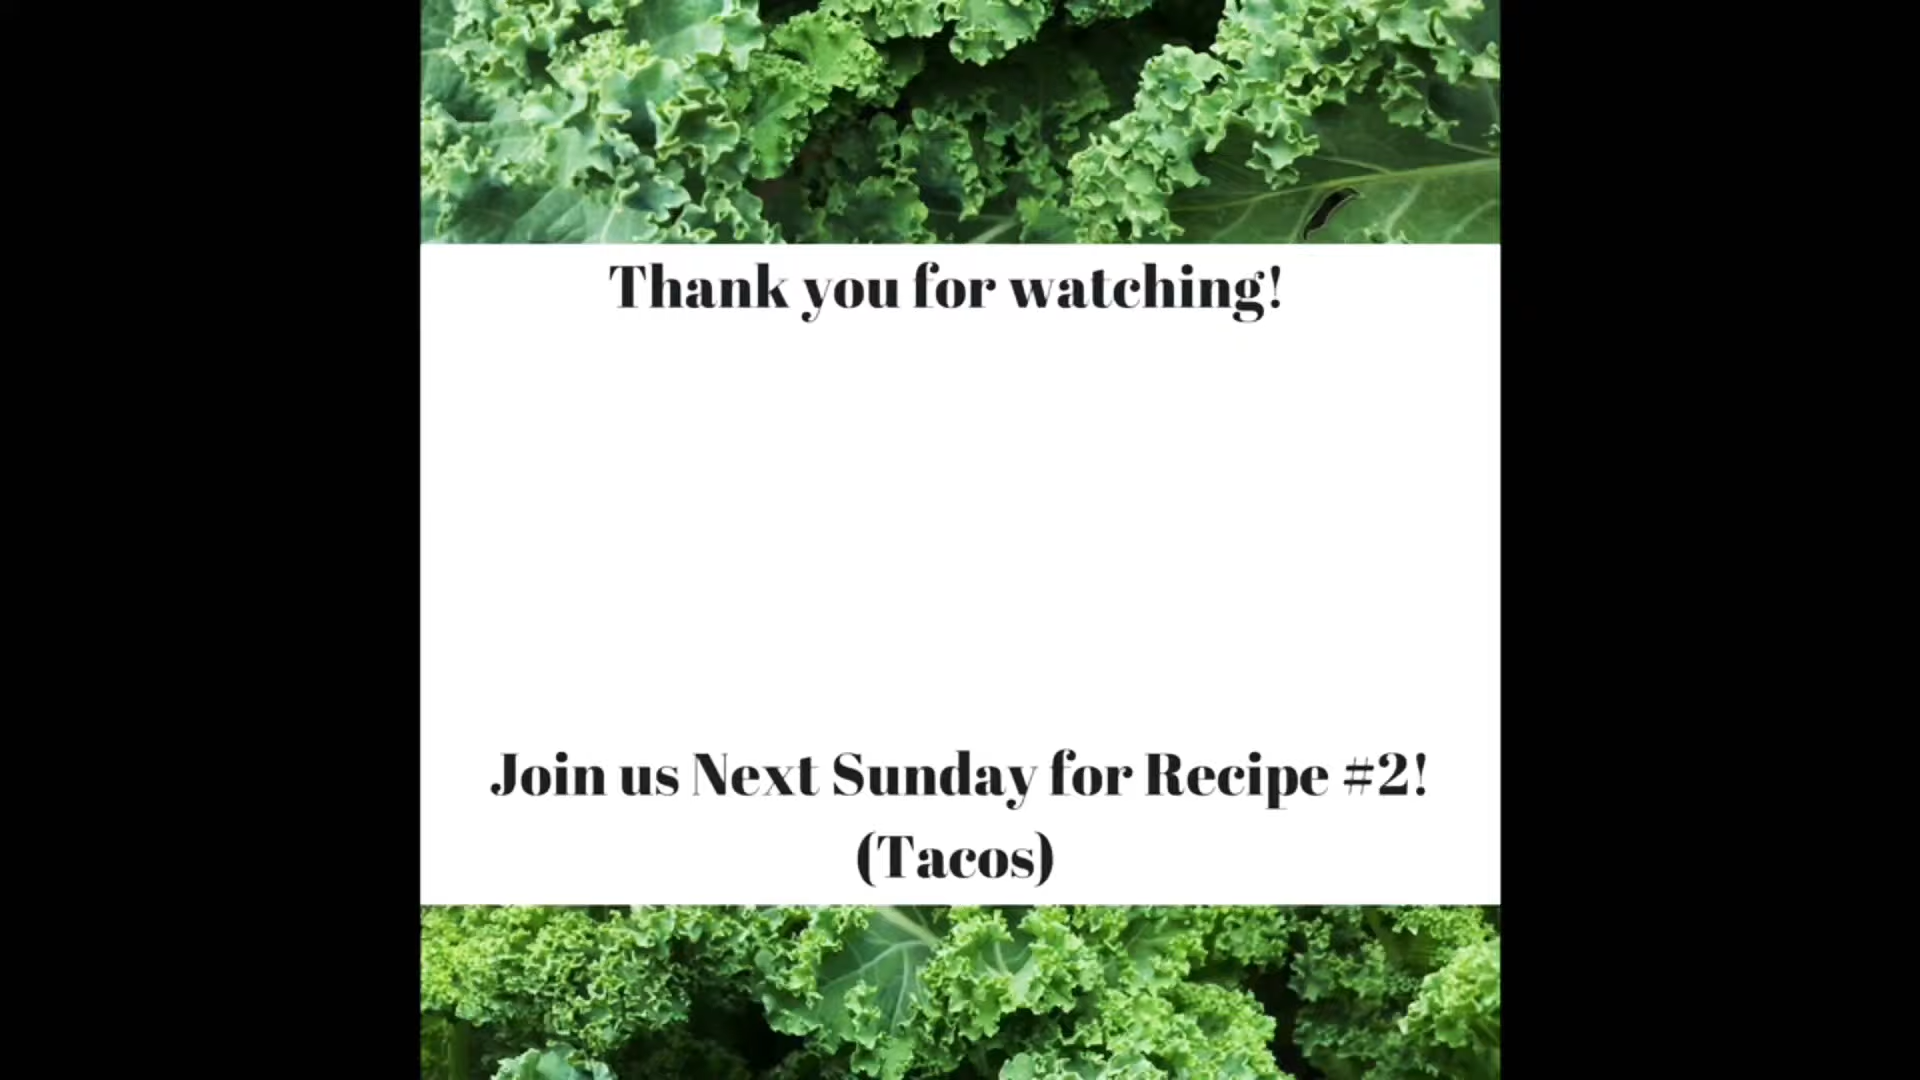 Thank you for watching!
Join us Next Sunday for Recipe #2!
(Tacos)